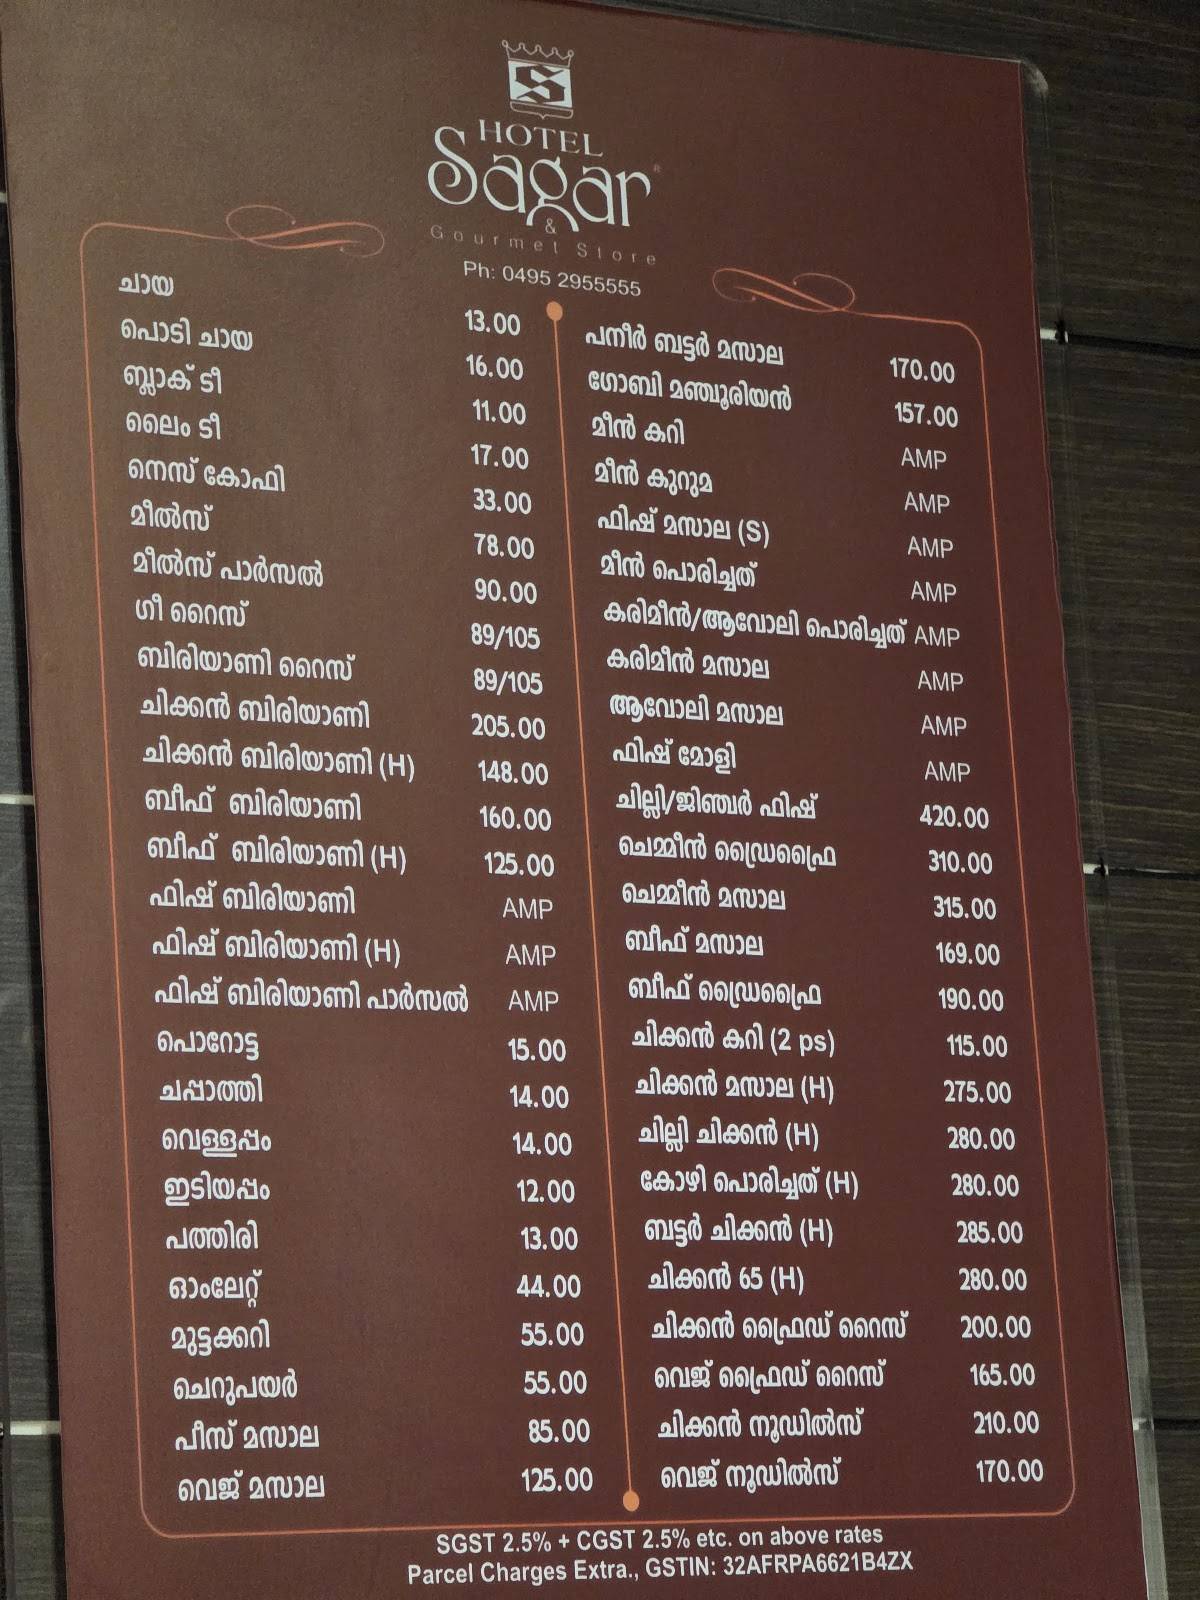 HOTEL
Sagar
&
Gourmet Store
Ph: 0495 2955555
ചായ 13.00
പൊടി ചായ 16.00
ബ്ലാക് ടീ 11.00
ലൈം ടീ 17.00
നെസ് കോഫി 33.00
മീൽസ് 78.00
മീൽസ് പാർസൽ 90.00
ഗീ റൈസ് 89/105
ബിരിയാണി റൈസ് 89/105
ചിക്കൻ ബിരിയാണി 205.00
ചിക്കൻ ബിരിയാണി (H) 148.00
ബീഫ് ബിരിയാണി 160.00
ബീഫ് ബിരിയാണി (H) 125.00
ഫിഷ് ബിരിയാണി AMP
ഫിഷ് ബിരിയാണി (H) AMP
ഫിഷ് ബിരിയാണി പാർസൽ AMP
പൊറോട്ട 15.00
ചപ്പാത്തി 14.00
വെള്ളപ്പം 14.00
ഇടിയപ്പം 12.00
പത്തിരി 13.00
ഓംലേറ്റ് 44.00
മുട്ടക്കറി 55.00
ചെറുപയർ 55.00
പീസ് മസാല 85.00
വെജ് മസാല 125.00
പനീർ ബട്ടർ മസാല 170.00
ഗോബി മഞ്ചൂരിയൻ 157.00
മീൻ കറി AMP
മീൻ കുറുമ AMP
ഫിഷ് മസാല (S) AMP
മീൻ പൊരിച്ചത് AMP
കരിമീൻ/ആവോലി പൊരിച്ചത് AMP
കരിമീൻ മസാല AMP
ആവോലി മസാല AMP
ഫിഷ് മോളി AMP
ചില്ലി/ജിഞ്ചർ ഫിഷ് 420.00
ചെമ്മീൻ ഡ്രൈഫ്രൈ 310.00
ചെമ്മീൻ മസാല 315.00
ബീഫ് മസാല 169.00
ബീഫ് ഡ്രൈഫ്രൈ 190.00
ചിക്കൻ കറി (2 ps) 115.00
ചിക്കൻ മസാല (H) 275.00
ചില്ലി ചിക്കൻ (H) 280.00
കോഴി പൊരിച്ചത് (H) 280.00
ബട്ടർ ചിക്കൻ (H) 285.00
ചിക്കൻ 65 (H) 280.00
ചിക്കൻ ഫ്രൈഡ് റൈസ് 200.00
വെജ് ഫ്രൈഡ് റൈസ് 165.00
ചിക്കൻ നൂഡിൽസ് 210.00
വെജ് നൂഡിൽസ് 170.00
SGST 2.5% + CGST 2.5% etc. on above rates
Parcel Charges Extra., GSTIN: 32AFRPA6621B4ZX